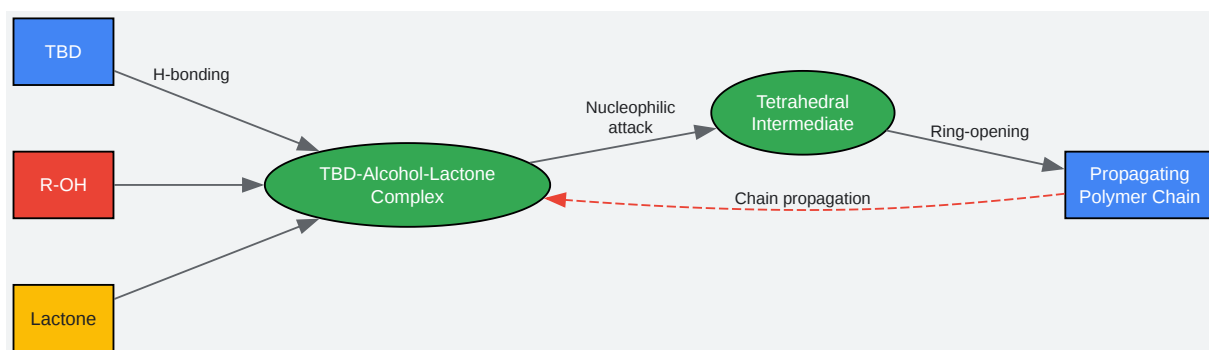 TBD
H-bonding
R-OH
Lactone
TBD-Alcohol-Lactone
Complex
Nucleophilic
attack
Tetrahedral
Intermediate
Ring-opening
Chain propagation
Propagating
Polymer Chain